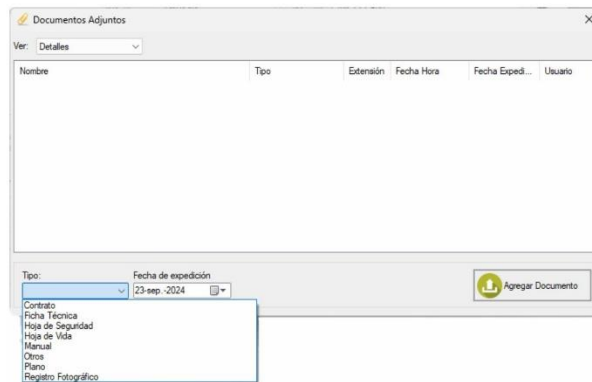 Documentos Adjuntos
Ver: Detalles
Nombre Tipo Extensión Fecha Hora Fecha Expedi... Usuario
Tipo: Fecha de expedición
23-sep.-2024 Agregar Documento
Contrato
Ficha Técnica
Hoja de Seguridad
Hoja de Vida
Manual
Otros
Plano
Registro Fotográfico